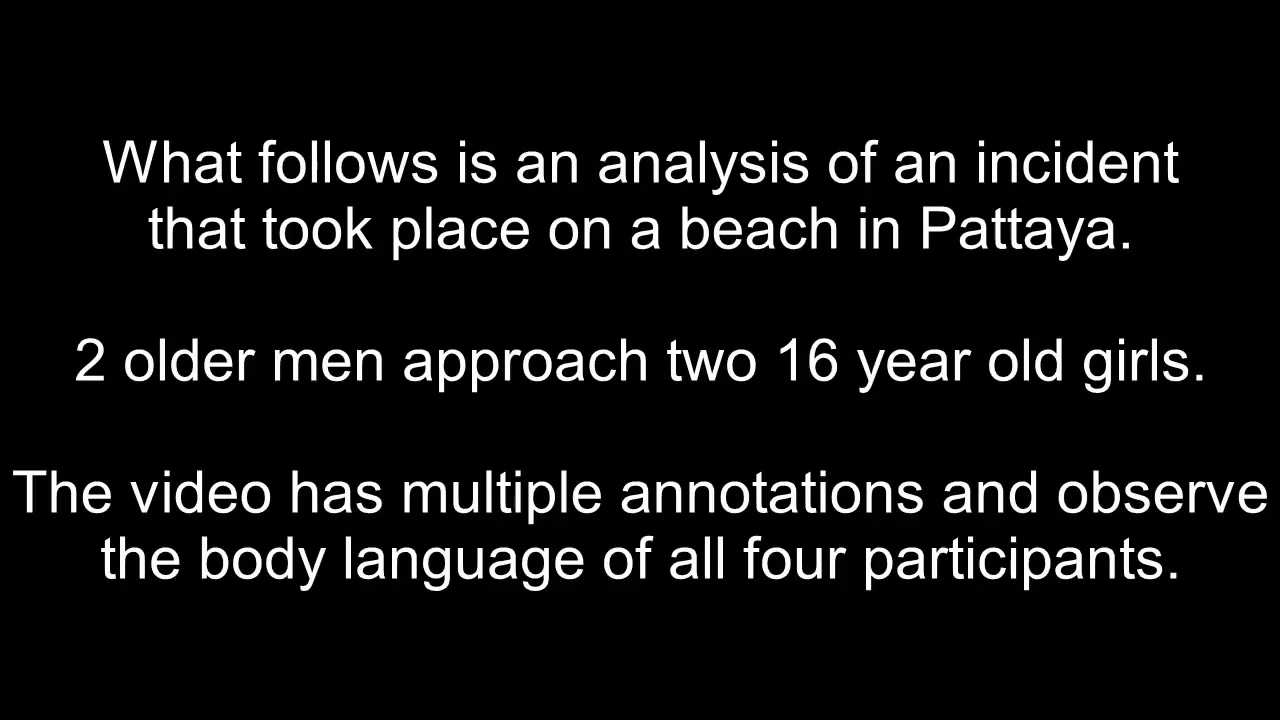 What follows is an analysis of an incident
that took place on a beach in Pattaya.
2 older men approach two 16 year old girls.
The video has multiple annotations and observe
the body language of all four participants.